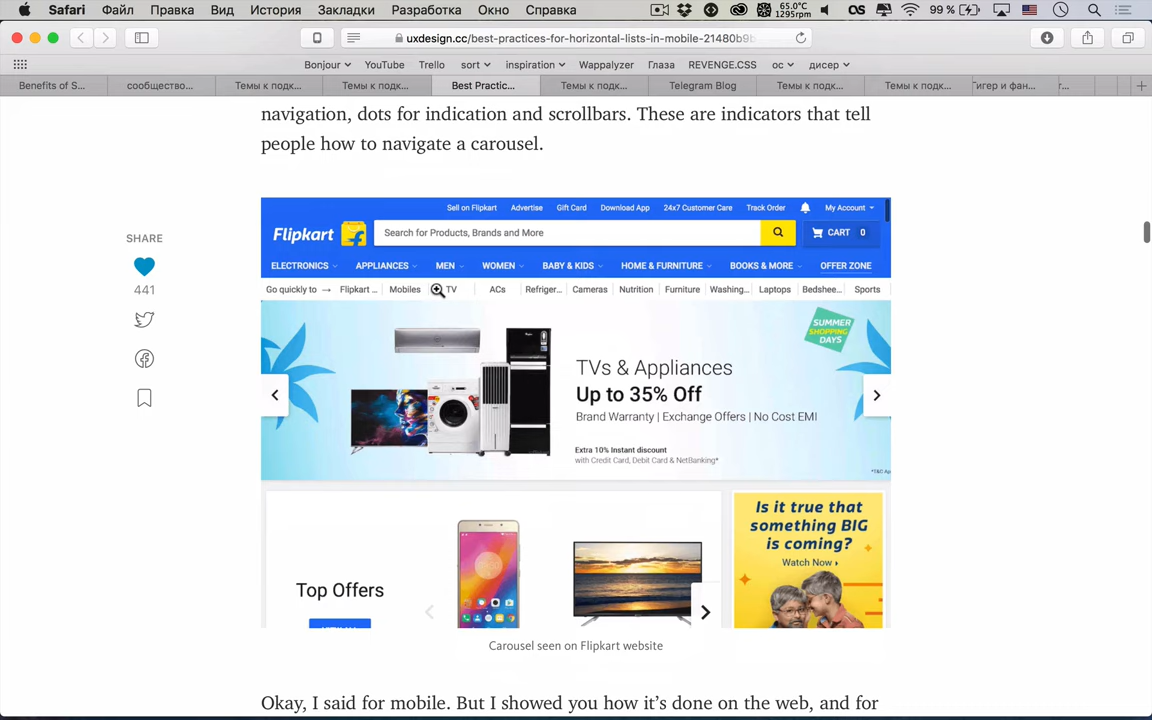 Safari Файл Правка Вид История Закладки Разработка Окно Справка 65.0°C 1295rpm 99 %
uxdesign.cc/best-practices-for-horizontal-lists-in-mobile-21480b9b
Bonjour YouTube Trello sort inspiration Wappalyzer Глаза REVENGE.CSS ос дисер
Benefits of S... сообщество... Темы к подк... Темы к подк... Best Practic... Темы к подк... Telegram Blog Темы к подк... Темы к подк... Тигер и фан...
navigation, dots for indication and scrollbars. These are indicators that tell
people how to navigate a carousel.
Sell on Flipkart Advertise Gift Card Download App 24x7 Customer Care Track Order My Account
Flipkart Search for Products, Brands and More CART 0
ELECTRONICS APPLIANCES MEN WOMEN BABY & KIDS HOME & FURNITURE BOOKS & MORE OFFER ZONE
Go quickly to → Flipkart ... Mobiles TV ACs Refriger... Cameras Nutrition Furniture Washing... Laptops Bedshee... Sports
SUMMER
SHOPPING
DAYS
TVs & Appliances
Up to 35% Off
Brand Warranty | Exchange Offers | No Cost EMI
Extra 10% Instant discount
with Credit Card, Debit Card & NetBanking*
*T&C Ap
Top Offers
Is it true that
something BIG
is coming?
Watch Now
Carousel seen on Flipkart website
SHARE
441
Okay, I said for mobile. But I showed you how it's done on the web, and for